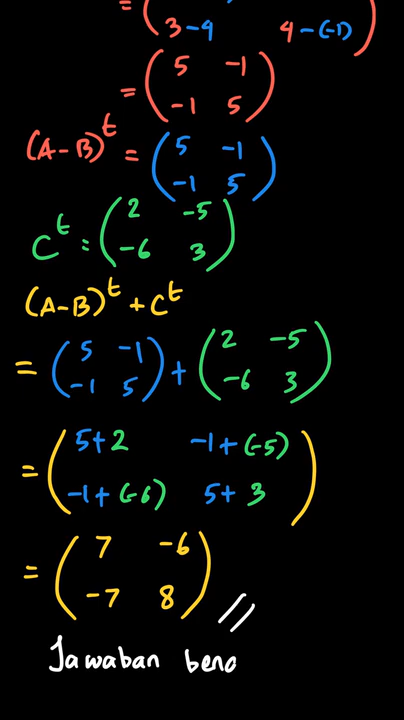 =
3-4 4-(-1)
= (5 -1
-1 5)
(A-B)^t = (5 -1
-1 5)
C^t = (2 -5
-6 3)
(A-B)^t + C^t
= (5 -1
-1 5) + (2 -5
-6 3)
= (5+2 -1+(-5)
-1+(-6) 5+3)
= (7 -6
-7 8) //
Jawaban beno